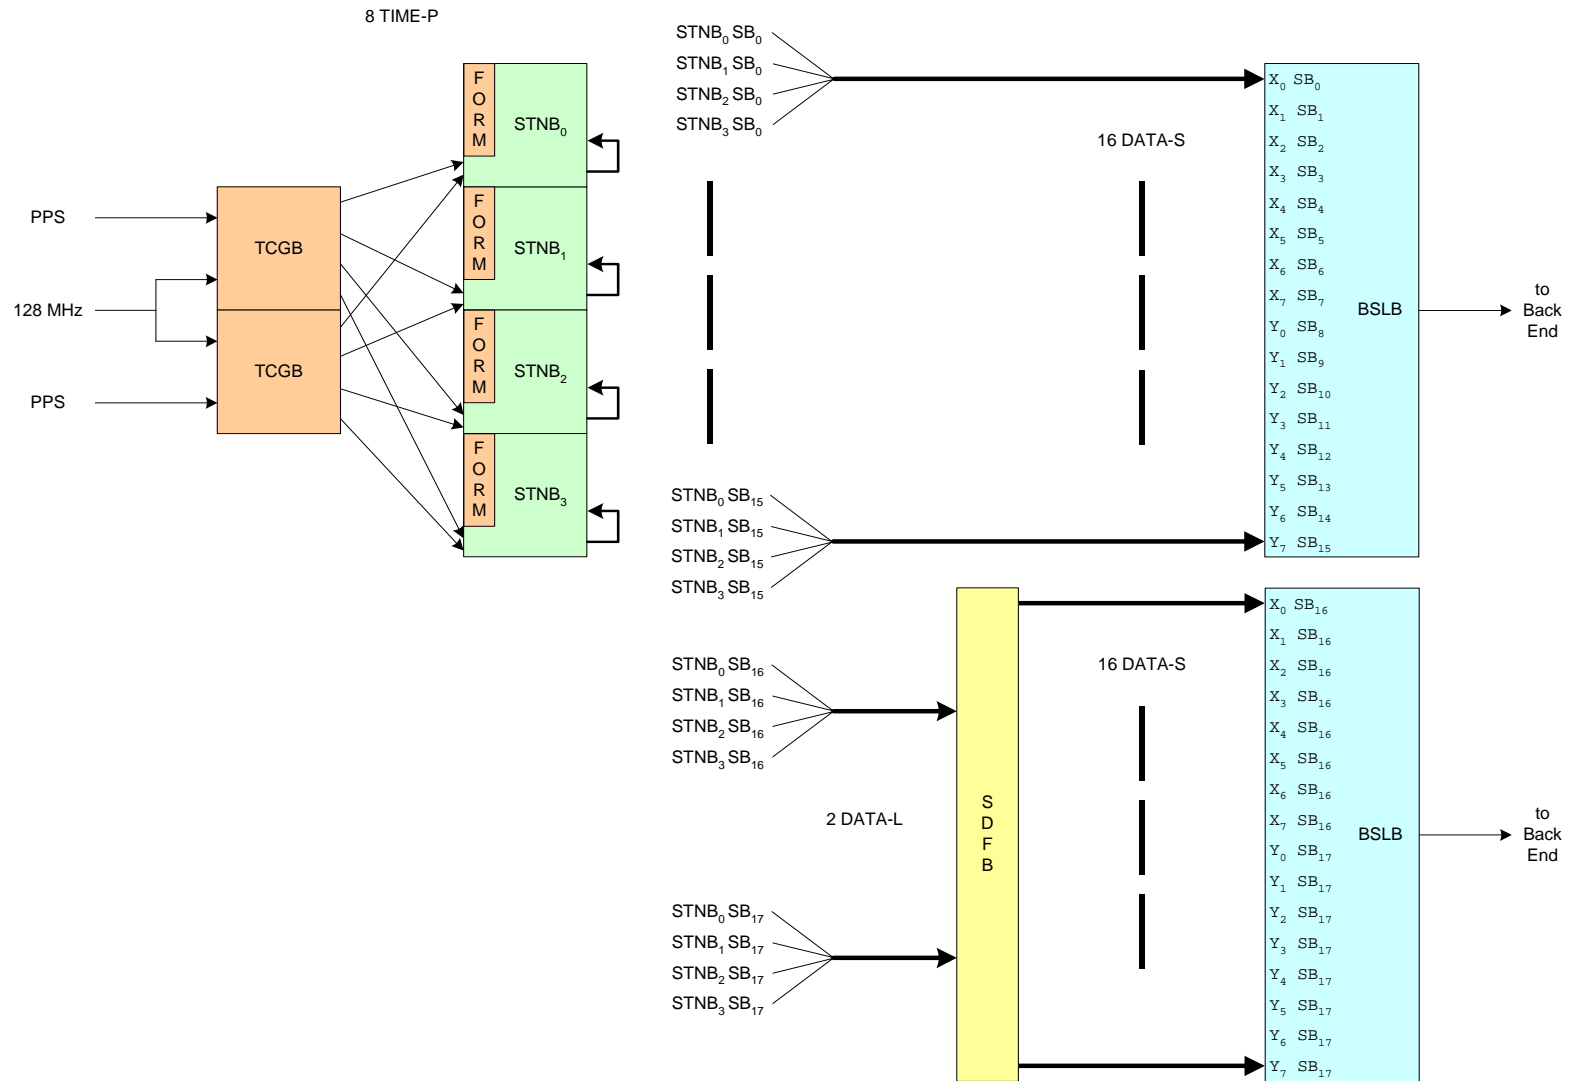 8 TIME-P
PPS
128 MHz
PPS
TCGB
TCGB
FORM
STNB0
FORM
STNB1
FORM
STNB2
FORM
STNB3
STNB0 SB0
STNB1 SB0
STNB2 SB0
STNB3 SB0
16 DATA-S
STNB0 SB15
STNB1 SB15
STNB2 SB15
STNB3 SB15
X0 SB0
X1 SB1
X2 SB2
X3 SB3
X4 SB4
X5 SB5
X6 SB6
X7 SB7
Y0 SB8
Y1 SB9
Y2 SB10
Y3 SB11
Y4 SB12
Y5 SB13
Y6 SB14
Y7 SB15
BSLB
to
Back
End
STNB0 SB16
STNB1 SB16
STNB2 SB16
STNB3 SB16
2 DATA-L
STNB0 SB17
STNB1 SB17
STNB2 SB17
STNB3 SB17
SDFB
16 DATA-S
X0 SB16
X1 SB16
X2 SB16
X3 SB16
X4 SB16
X5 SB16
X6 SB16
X7 SB16
Y0 SB17
Y1 SB17
Y2 SB17
Y3 SB17
Y4 SB17
Y5 SB17
Y6 SB17
Y7 SB17
BSLB
to
Back
End